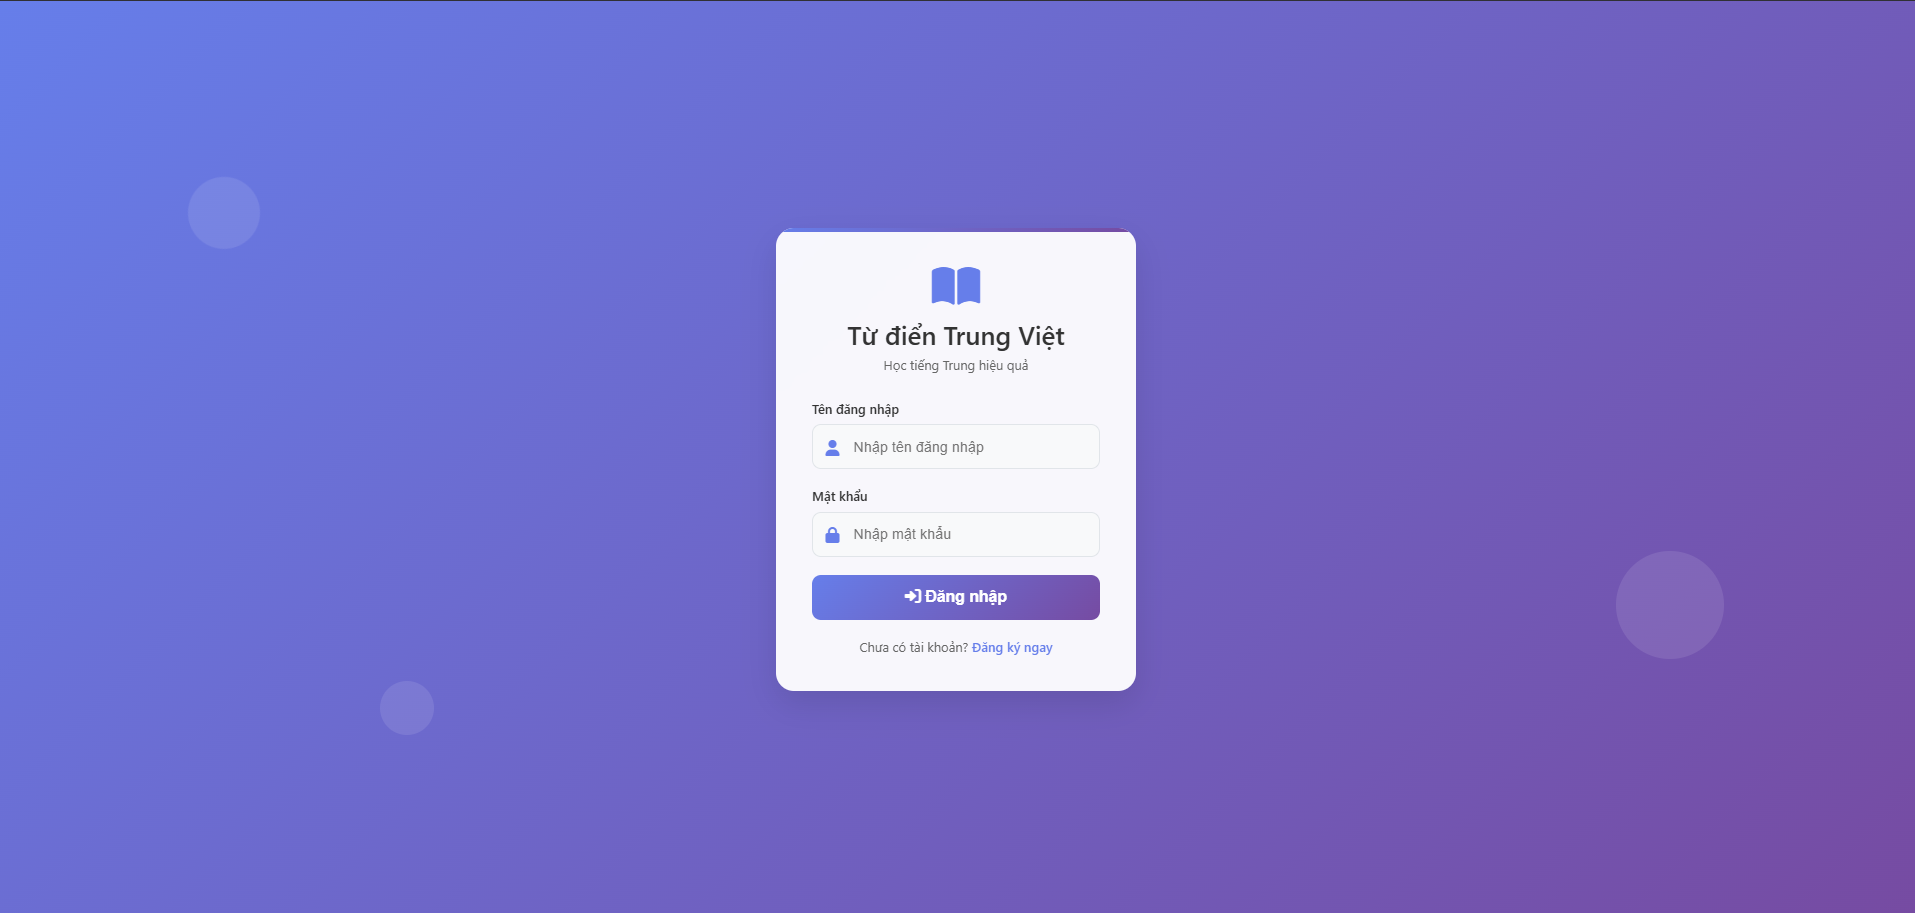 Từ điển Trung Việt
Học tiếng Trung hiệu quả
Tên đăng nhập
Nhập tên đăng nhập
Mật khẩu
Nhập mật khẩu
Đăng nhập
Chưa có tài khoản? Đăng ký ngay